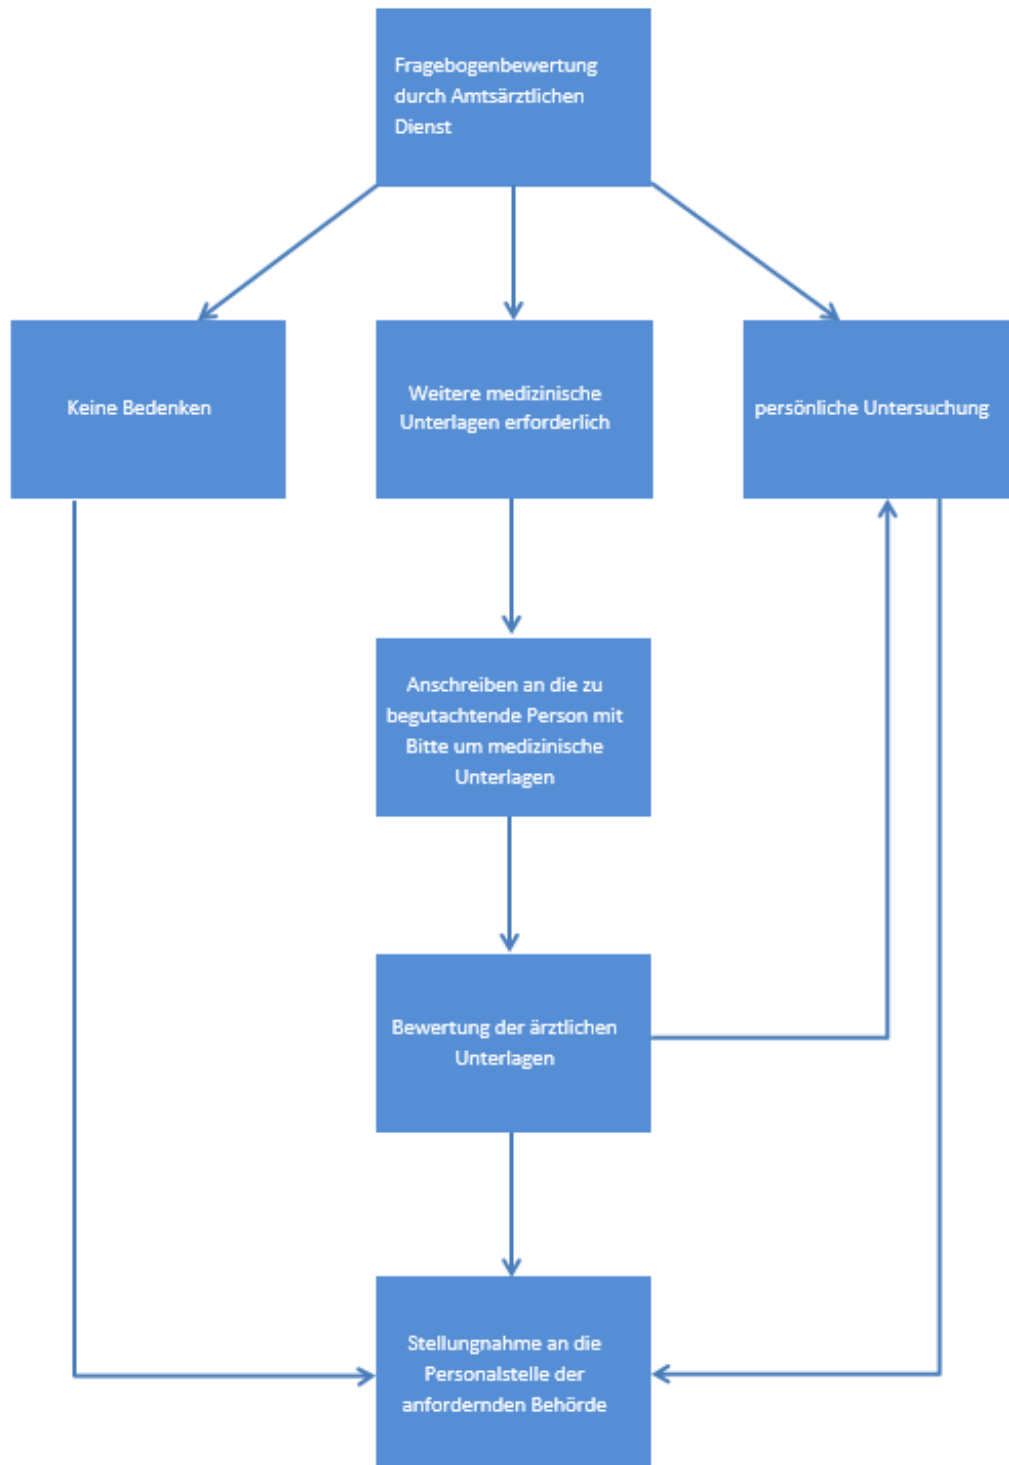 Fragebogenbewertung
durch Amtsärztlichen
Dienst
Keine Bedenken
Weitere medizinische
Unterlagen erforderlich
persönliche Untersuchung
Anschreiben an die zu
begutachtende Person mit
Bitte um medizinische
Unterlagen
Bewertung der ärztlichen
Unterlagen
Stellungnahme an die
Personalstelle der
anfordernden Behörde